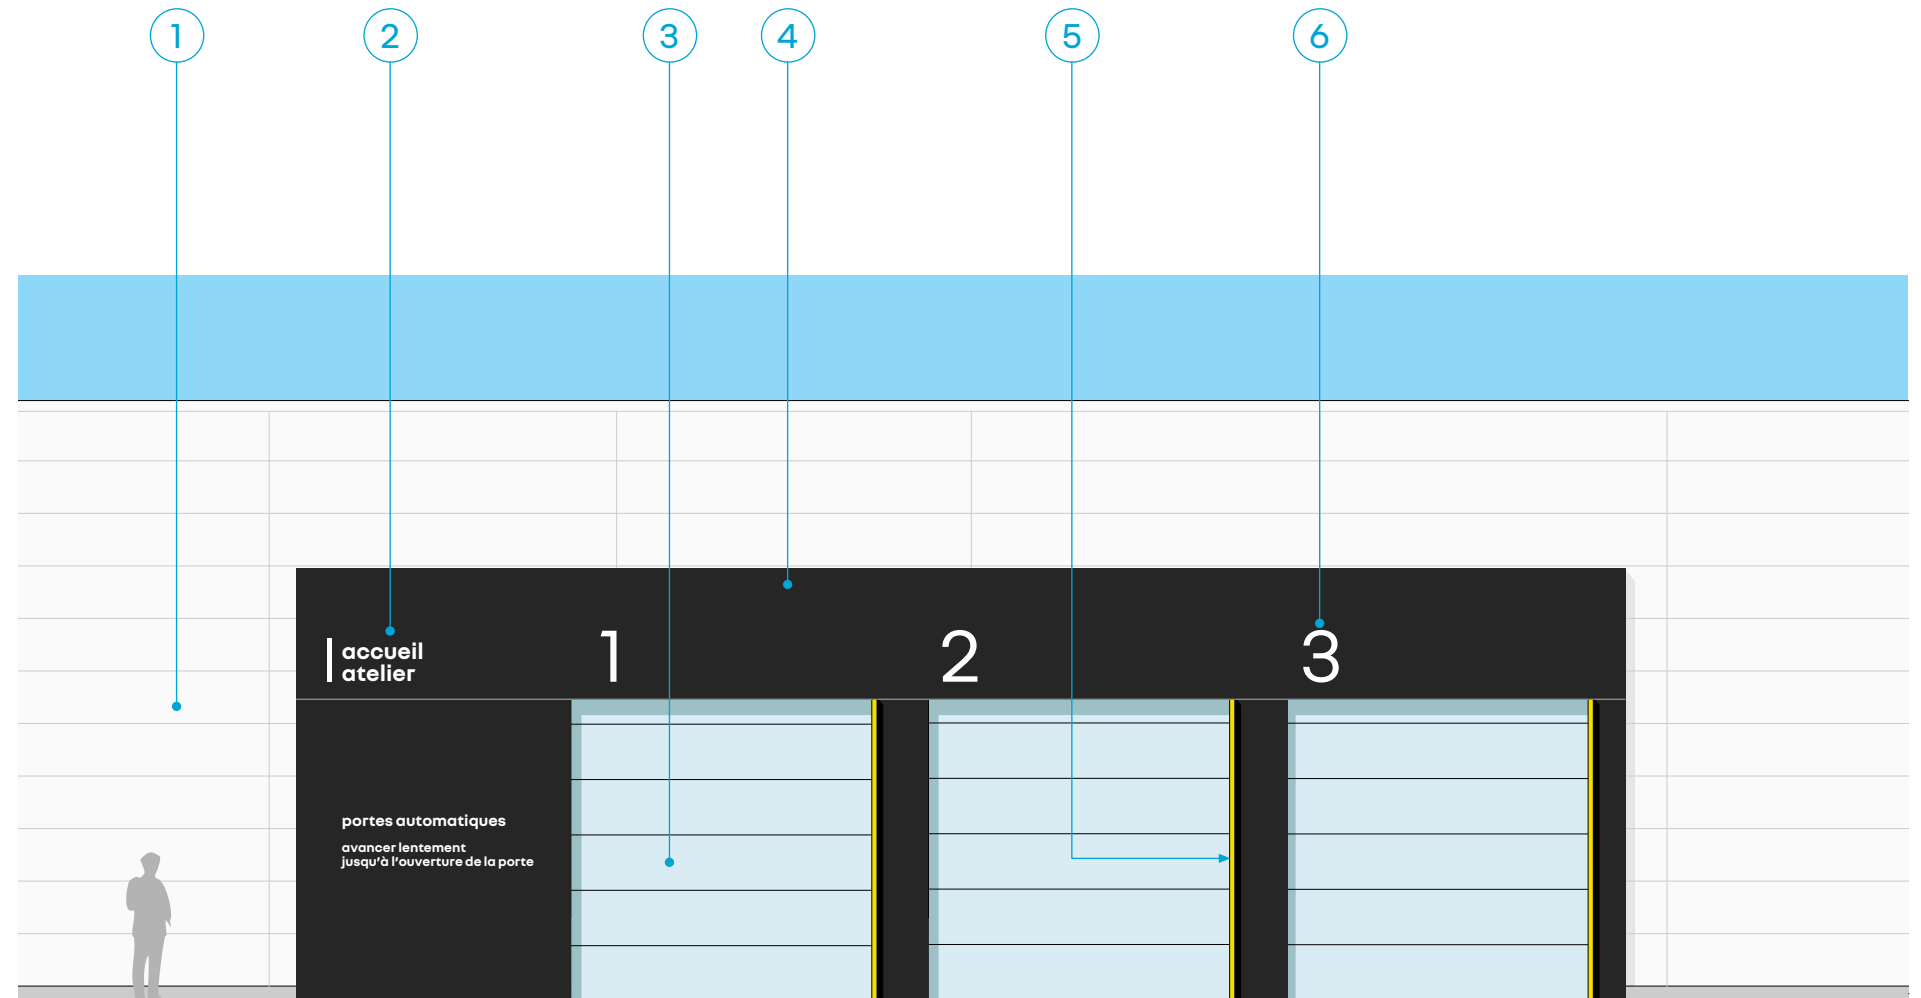 1 2 3 4 5 6
accueil 1 2 3
atelier
portes automatiques
avancer lentement
jusqu'à l'ouverture de la porte